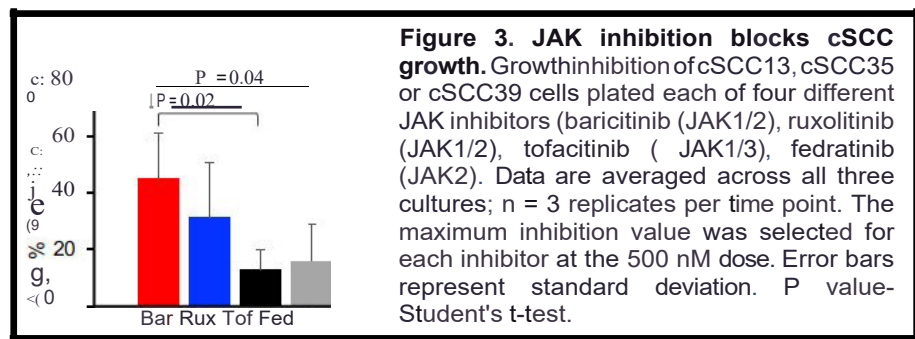 Figure 3. JAK inhibition blocks cSCC
growth. Growthinhibition of cSCC13, cSCC35
or cSCC39 cells plated each of four different
JAK inhibitors (baricitinib (JAK1/2), ruxolitinib
(JAK1/2), tofacitinib ( JAK1/3), fedratinib
(JAK2). Data are averaged across all three
cultures; n = 3 replicates per time point. The
maximum inhibition value was selected for
each inhibitor at the 500 nM dose. Error bars
represent standard deviation. P value-
Student's t-test.
c: 80
0
P =0.04
P=0.02
60
C:
40
(9
% 20
g,
<( 0
Bar Rux Tof Fed